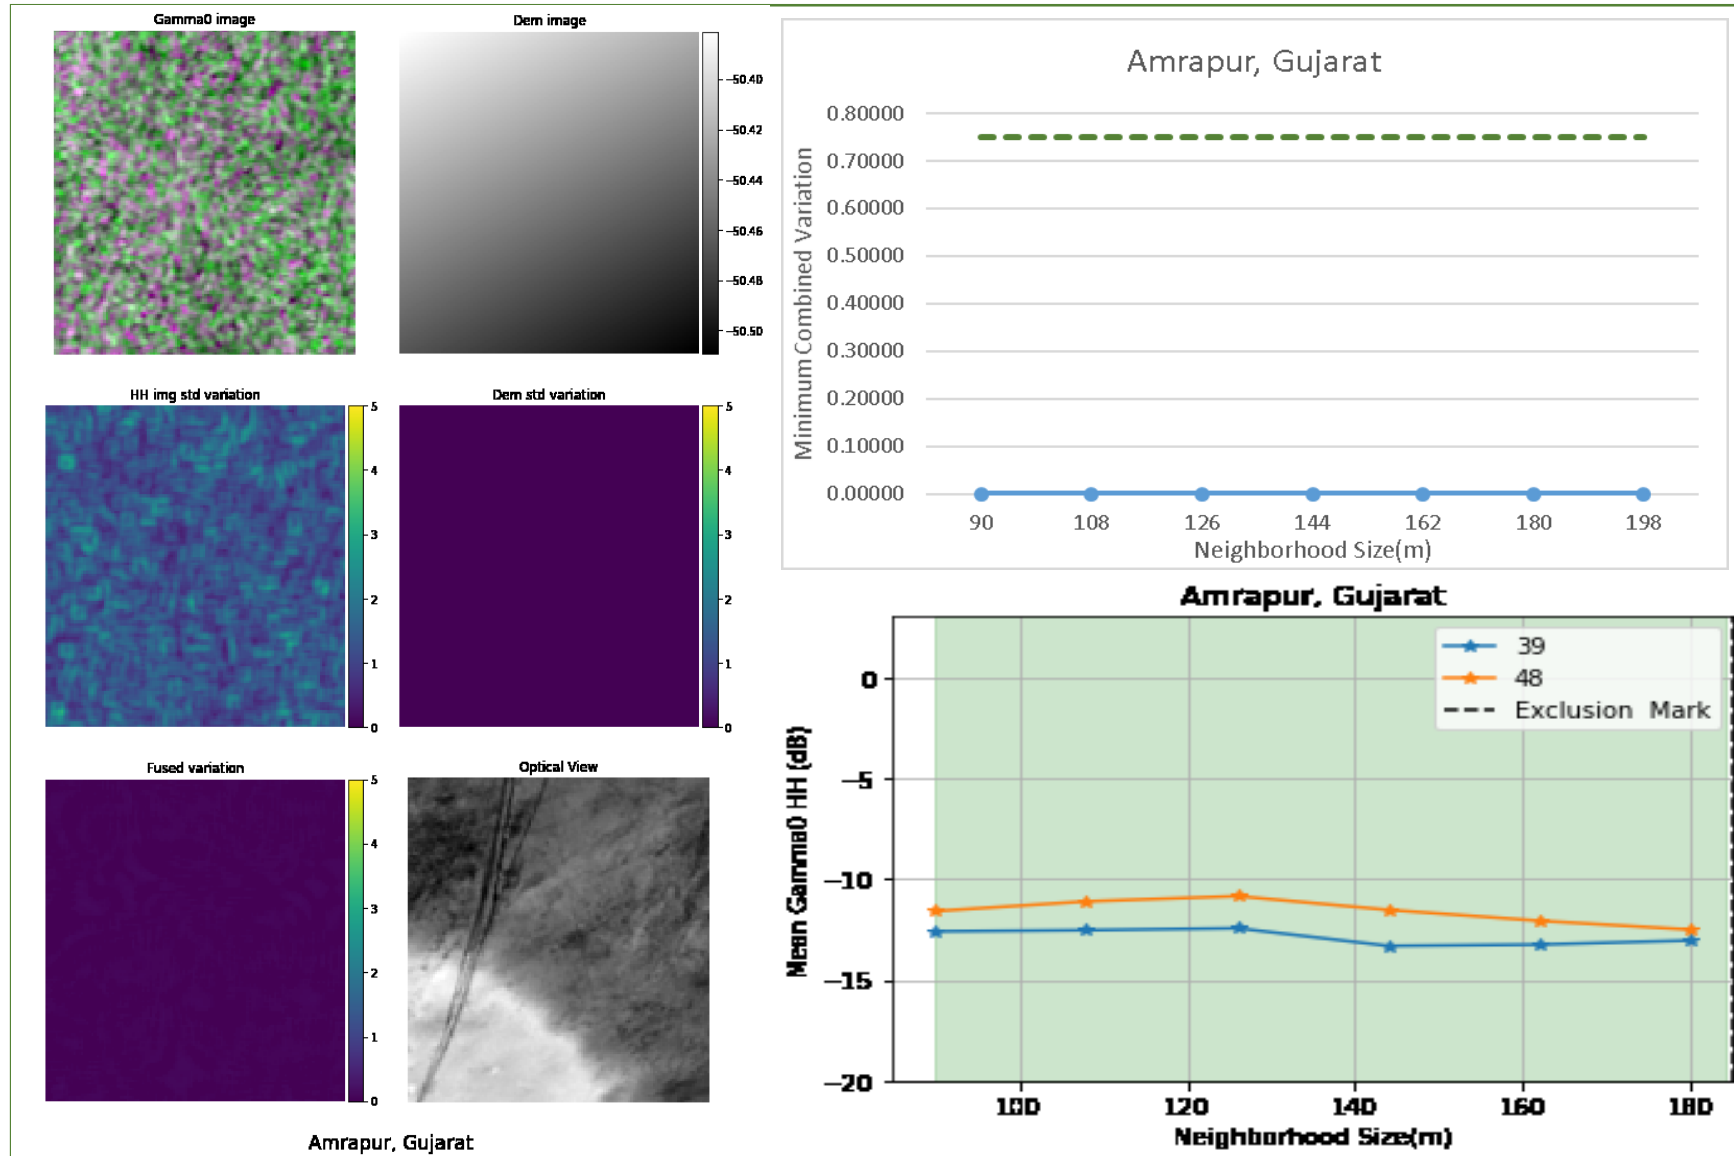 Gamma0 image
Dem image
−50.40
−50.42
−50.44
−50.46
−50.48
−50.50
HH img std variation
5
4
3
2
1
0
Dem std variation
5
4
3
2
1
0
Fused variation
5
4
3
2
1
0
Optical View
Amrapur, Gujarat
Amrapur, Gujarat
Minimum Combined Variation
0.80000
0.70000
0.60000
0.50000
0.40000
0.30000
0.20000
0.10000
0.00000
90 108 126 144 162 180 198
Neighborhood Size(m)
Amrapur, Gujarat
39
48
Exclusion Mark
Mean Gamma0 HH (dB)
0
−5
−10
−15
−20
100 120 140 160 180
Neighborhood Size(m)